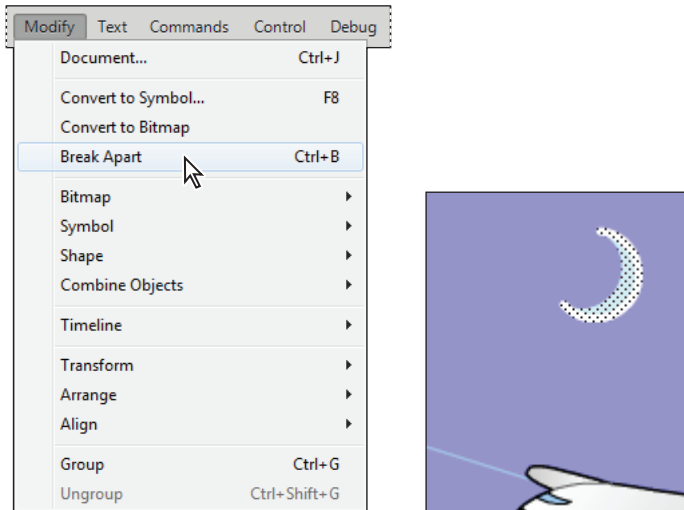 Modify Text Commands Control Debug
Document... Ctrl+J
Convert to Symbol... F8
Convert to Bitmap
Break Apart Ctrl+B
Bitmap
Symbol
Shape
Combine Objects
Timeline
Transform
Arrange
Align
Group Ctrl+G
Ungroup Ctrl+Shift+G